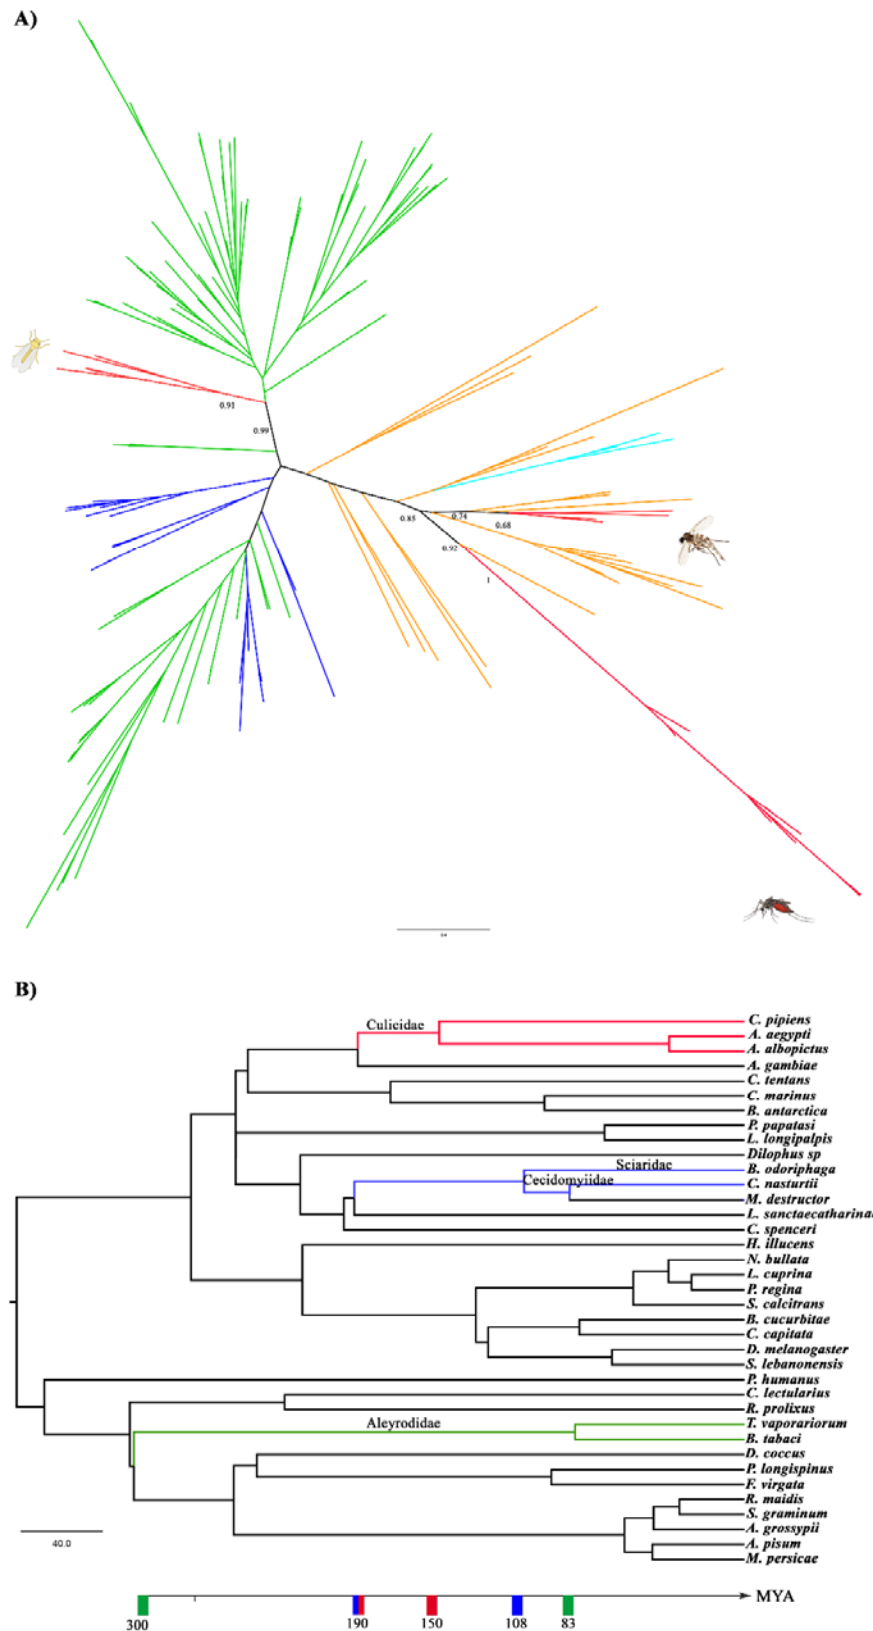 A)
0.91
0.99
0.85
0.74
0.68
0.92
1
B)
Culicidae
C. pipiens
A. aegypti
A. albopictus
A. gambiae
C. tentans
C. marinus
B. antarctica
P. papatasi
L. longipalpis
Dilophus sp
Sciaridae
B. odoriphaga
Cecidomyiidae
C. nasturtii
M. destructor
L. sanctaecatharinae
C. spenceri
H. illucens
N. bullata
L. cuprina
P. regina
S. calcitrans
B. cucurbitae
C. capitata
D. melanogaster
S. lebanonensis
P. humanus
C. lectularius
R. prolixus
Aleyrodidae
T. vaporariorum
B. tabaci
D. coccus
P. longispinus
F. virgata
R. maidis
S. graminum
A. grossypii
A. pisum
M. persicae
40.0
MYA
300
190
150
108
83